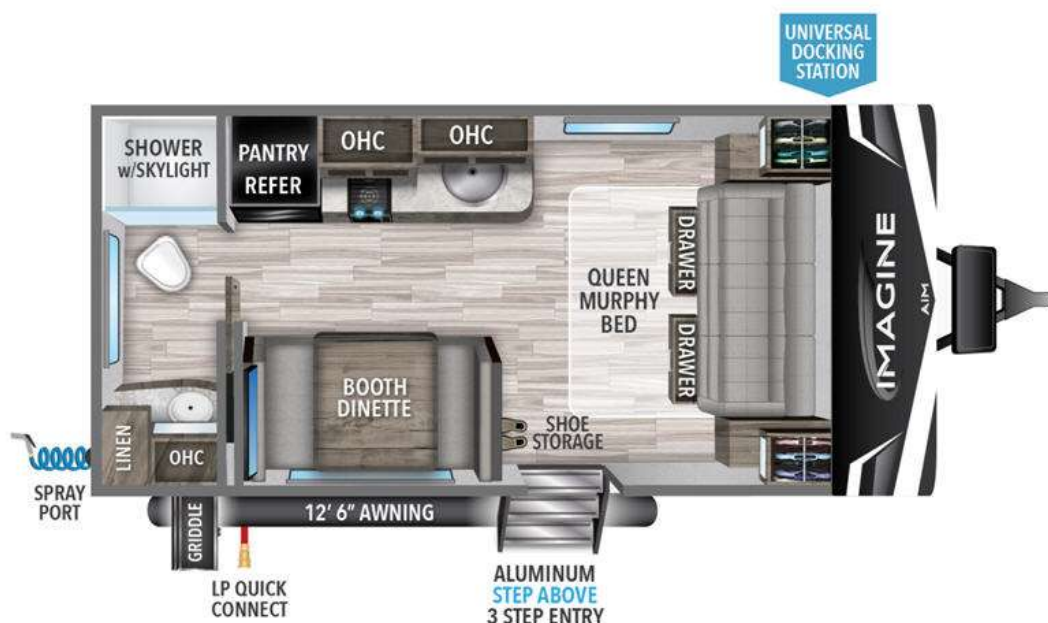 UNIVERSAL
DOCKING
STATION
SHOWER
w/SKYLIGHT
PANTRY
REFER
OHC
OHC
DRAWER
QUEEN
MURPHY
BED
DRAWER
IMAGINE
AIM
BOOTH
DINETTE
SHOE
STORAGE
LINEN
OHC
SPRAY
PORT
GRIDDLE
12' 6" AWNING
LP QUICK
CONNECT
ALUMINUM
STEP ABOVE
3 STEP ENTRY